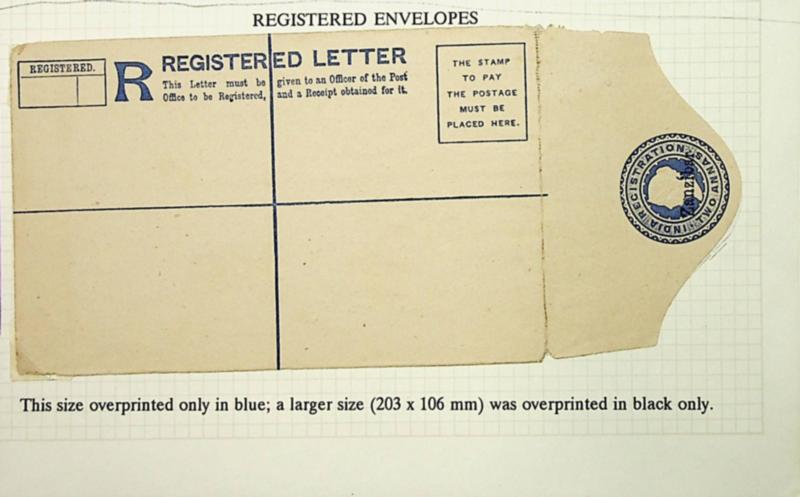 REGISTERED ENVELOPES
REGISTERED.
R
REGISTERED LETTER
This Letter must be given to an Officer of the Post
Office to be Registered, and a Receipt obtained for it.
THE STAMP
TO PAY
THE POSTAGE
MUST BE
PLACED HERE.
INDIA REGISTRATION
TWO ANNAS
Zanzibar
This size overprinted only in blue; a larger size (203 x 106 mm) was overprinted in black only.